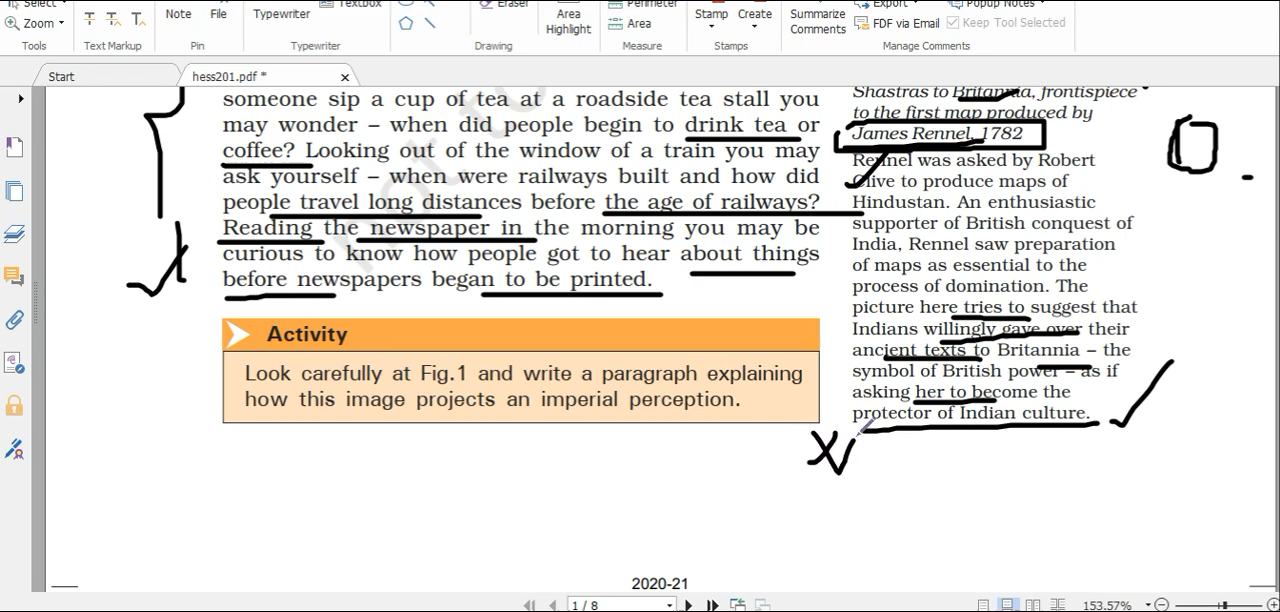 Select
Zoom
Tools
Text Markup
Note
File
Pin
Typewriter
Textbox
Typewriter
Eraser
Drawing
Area
Highlight
Perimeter
Area
Measure
Stamp
Create
Stamps
Summarize
Comments
Export
FDF via Email
Popup Notes
Keep Tool Selected
Manage Comments
Start
hess201.pdf *
someone sip a cup of tea at a roadside tea stall you
may wonder – when did people begin to drink tea or
coffee? Looking out of the window of a train you may
ask yourself – when were railways built and how did
people travel long distances before the age of railways?
Reading the newspaper in the morning you may be
curious to know how people got to hear about things
before newspapers began to be printed.
Activity
Look carefully at Fig.1 and write a paragraph explaining
how this image projects an imperial perception.
Shastras to Britannia, frontispiece
to the first map produced by
James Rennel, 1782
Rennel was asked by Robert
Clive to produce maps of
Hindustan. An enthusiastic
supporter of British conquest of
India, Rennel saw preparation
of maps as essential to the
process of domination. The
picture here tries to suggest that
Indians willingly gave over their
ancient texts to Britannia – the
symbol of British power – as if
asking her to become the
protector of Indian culture.
2020-21
1 / 8
153.57%